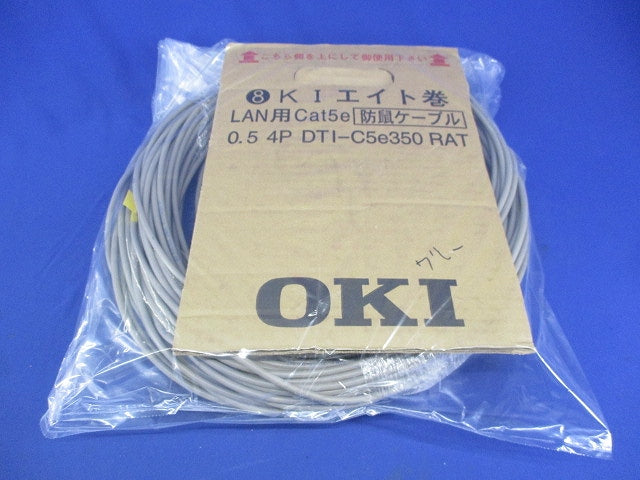 こちら側を上にして御使用下さい
❽KIエイト巻
LAN用Cat5e 防鼠ケーブル
0.5 4P DTI-C5e350 RAT
グレー
OKI